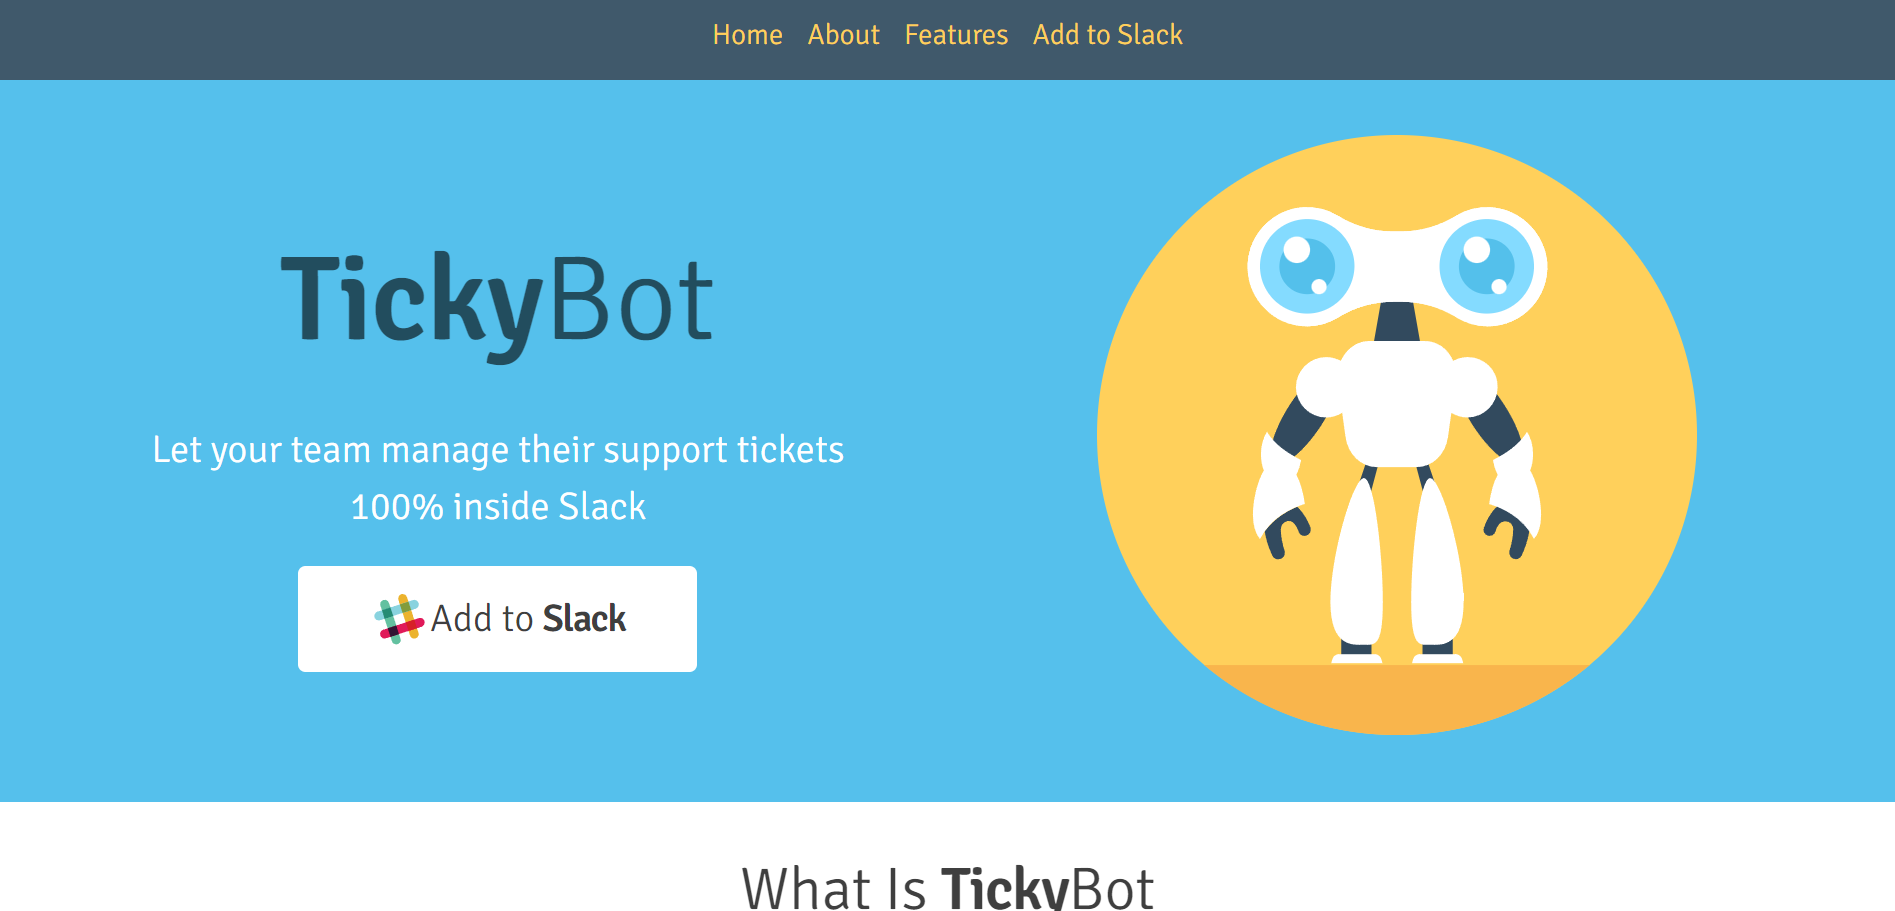 Home About Features Add to Slack
TickyBot
Let your team manage their support tickets
100% inside Slack
Add to Slack
What Is TickyBot